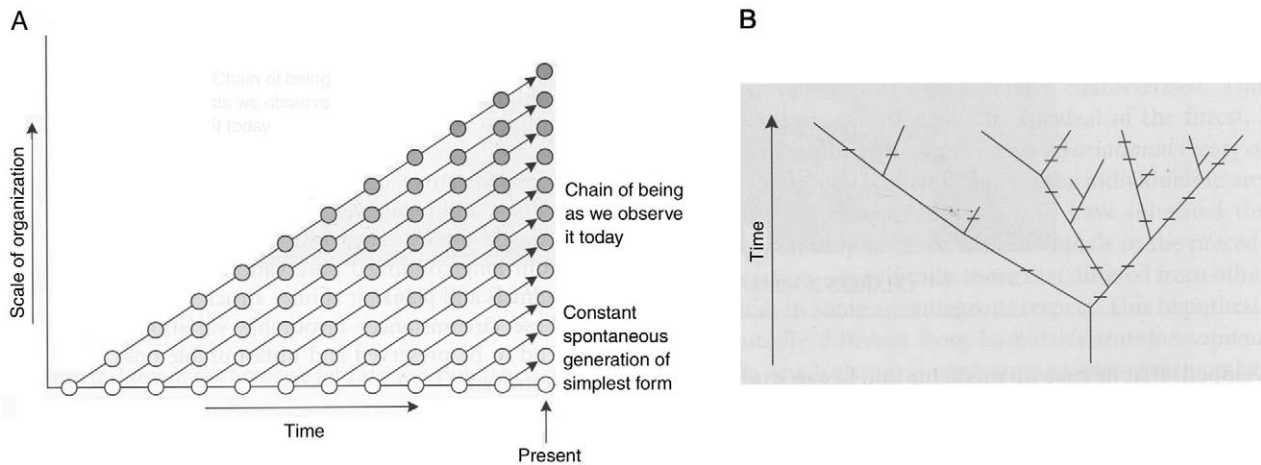 A
Scale of organization
Chain of being
as we observe
it today
Chain of being
as we observe
it today
Constant
spontaneous
generation of
simplest form
Time
Present
B
Time